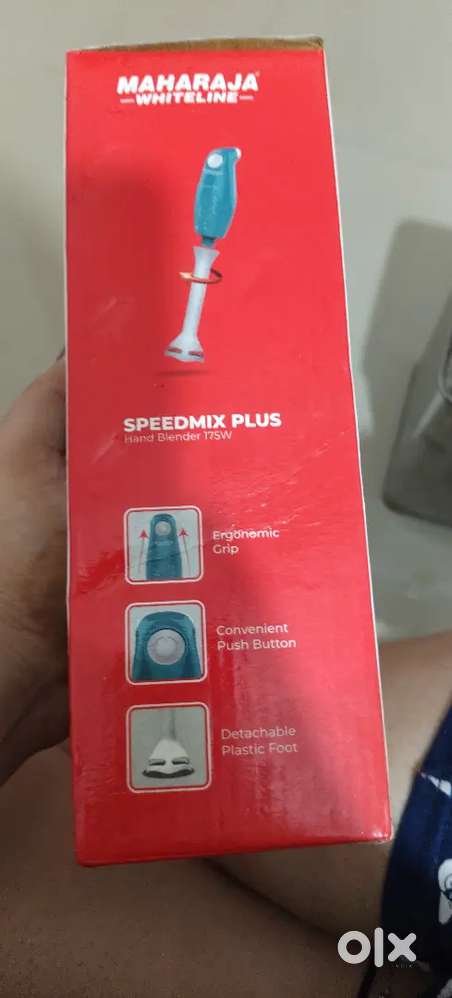 MAHARAJA
WHITELINE
SPEEDMIX PLUS
Hand Blender 175W
Ergonomic
Grip
Convenient
Push Button
Detachable
Plastic Foot
olx